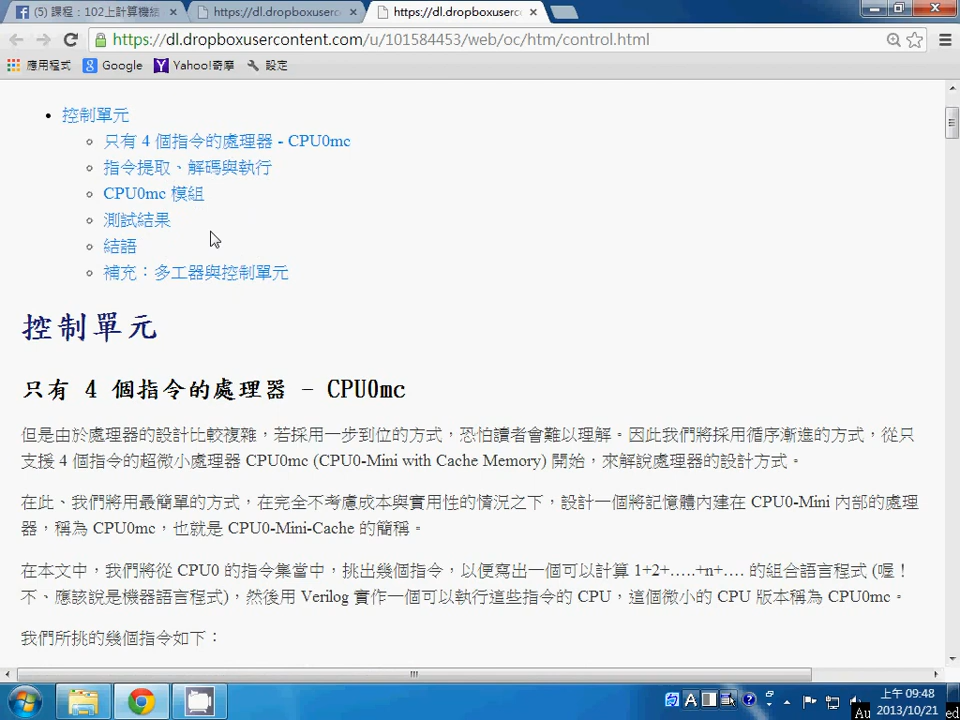 (5) 課程：102上計算機結
https://dl.dropboxuserc
https://dl.dropboxuserc
https://dl.dropboxusercontent.com/u/101584453/web/oc/htm/control.html
應用程式
Google
Yahoo!奇摩
設定
控制單元
只有 4 個指令的處理器 - CPU0mc
指令提取、解碼與執行
CPU0mc 模組
測試結果
結語
補充：多工器與控制單元
控制單元
只有 4 個指令的處理器 - CPU0mc
但是由於處理器的設計比較複雜，若採用一步到位的方式，恐怕讀者會難以理解。因此我們將採用循序漸進的方式，從只
支援 4 個指令的超微小處理器 CPU0mc (CPU0-Mini with Cache Memory) 開始，來解說處理器的設計方式。
在此、我們將用最簡單的方式，在完全不考慮成本與實用性的情況之下，設計一個將記憶體內建在 CPU0-Mini 內部的處理
器，稱為 CPU0mc，也就是 CPU0-Mini-Cache 的簡稱。
在本文中，我們將從 CPU0 的指令集當中，挑出幾個指令，以便寫出一個可以計算 1+2+…..+n+…. 的組合語言程式 (喔！
不、應該說是機器語言程式)，然後用 Verilog 實作一個可以執行這些指令的 CPU，這個微小的 CPU 版本稱為 CPU0mc。
我們所挑的幾個指令如下：
上午 09:48
2013/10/21